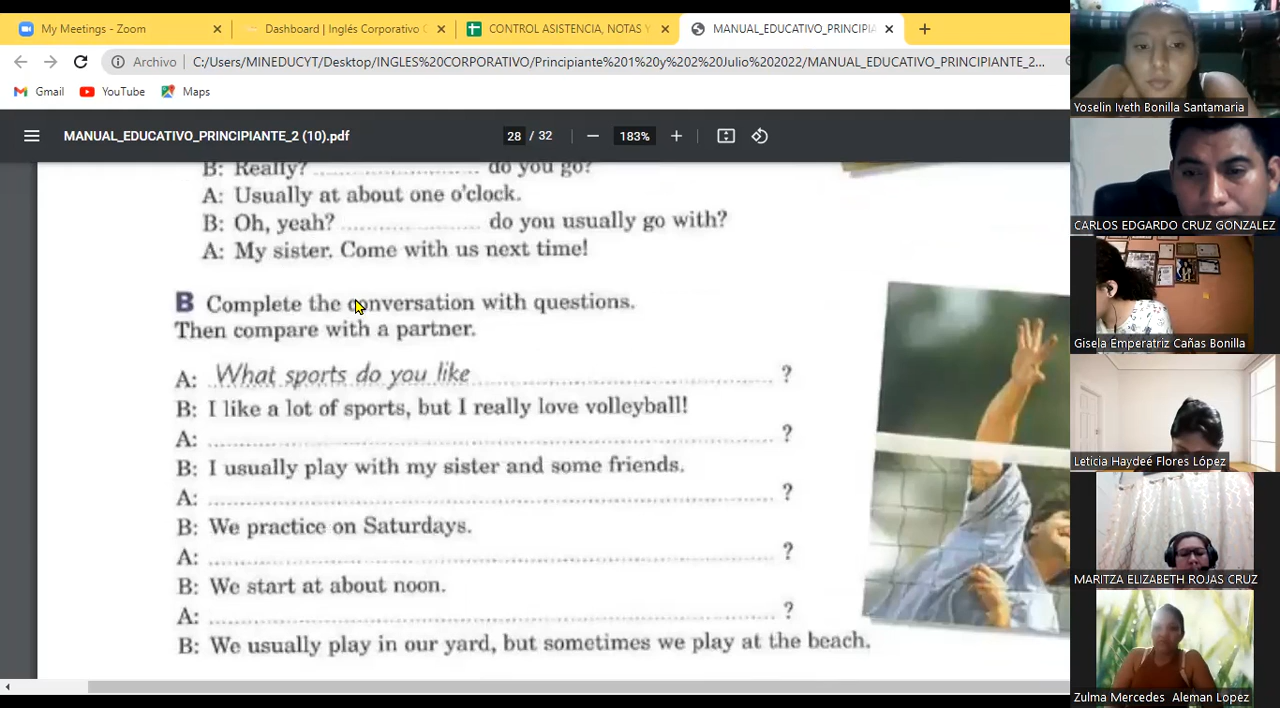 My Meetings - Zoom
Dashboard | Inglés Corporativo
CONTROL ASISTENCIA, NOTAS Y
MANUAL_EDUCATIVO_PRINCIPIA
Archivo C:/Users/MINEDUCYT/Desktop/INGLES%20CORPORATIVO/Principiante%201%20y%202%20Julio%202022/MANUAL_EDUCATIVO_PRINCIPIANTE_2...
Gmail YouTube Maps
MANUAL_EDUCATIVO_PRINCIPIANTE_2 (10).pdf 28 / 32 183%
B: Really? do you go?
A: Usually at about one o'clock.
B: Oh, yeah? do you usually go with?
A: My sister. Come with us next time!
B Complete the conversation with questions.
Then compare with a partner.
A: What sports do you like ?
B: I like a lot of sports, but I really love volleyball!
A: ?
B: I usually play with my sister and some friends.
A: ?
B: We practice on Saturdays.
A: ?
B: We start at about noon.
A: ?
B: We usually play in our yard, but sometimes we play at the beach.
Yoselin Iveth Bonilla Santamaria
CARLOS EDGARDO CRUZ GONZALEZ
Gisela Emperatriz Cañas Bonilla
Leticia Haydeé Flores López
MARITZA ELIZABETH ROJAS CRUZ
Zulma Mercedes Aleman Lopez